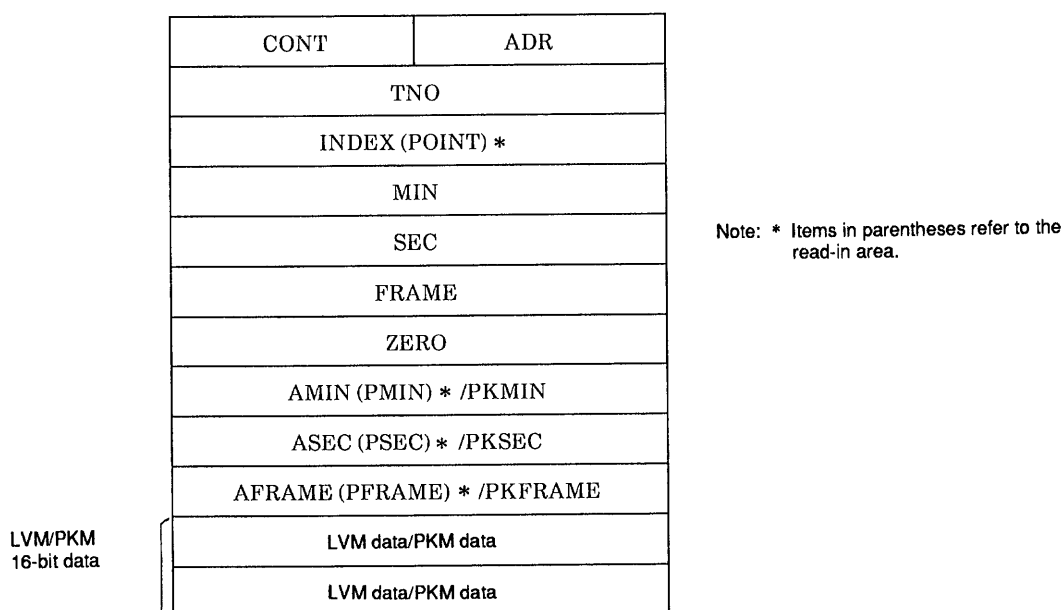 CONT ADR
TNO
INDEX (POINT) *
MIN
SEC
Note: * Items in parentheses refer to the
read-in area.
FRAME
ZERO
AMIN (PMIN) * /PKMIN
ASEC (PSEC) * /PKSEC
AFRAME (PFRAME) * /PKFRAME
LVM/PKM
16-bit data
LVM data/PKM data
LVM data/PKM data